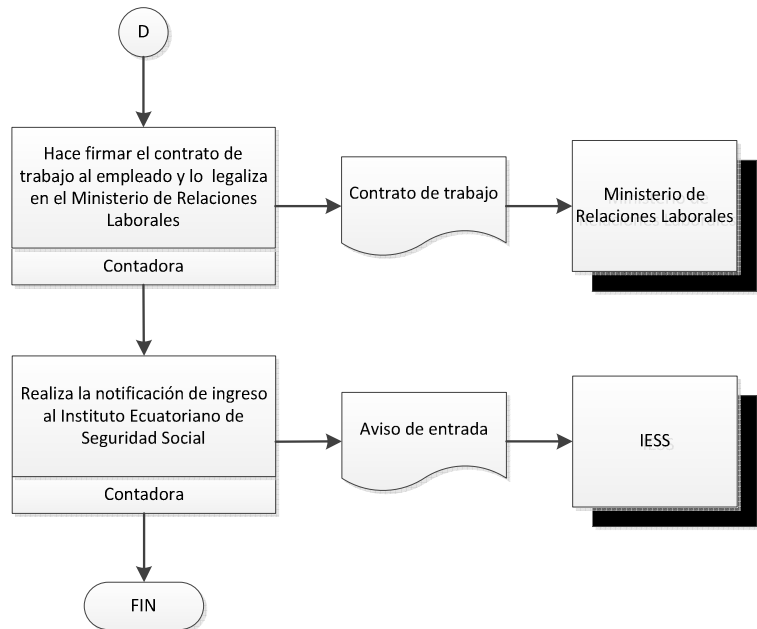 D
Hace firmar el contrato de
trabajo al empleado y lo legaliza
en el Ministerio de Relaciones
Laborales
Contadora
Contrato de trabajo
Ministerio de
Relaciones Laborales
Realiza la notificación de ingreso
al Instituto Ecuatoriano de
Seguridad Social
Contadora
Aviso de entrada
IESS
FIN